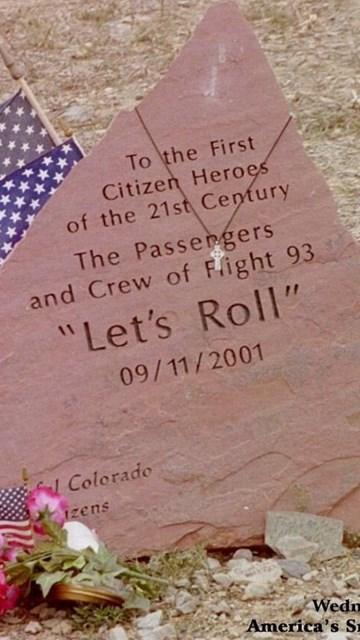 To the First
Citizen Heroes
of the 21st Century
The Passengers
and Crew of Flight 93
"Let's Roll"
09/11/2001
Colorado
Wedn
America's S